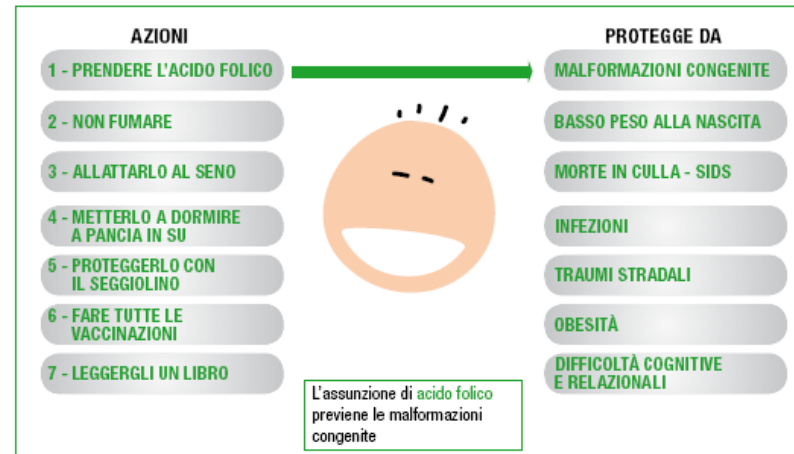 AZIONI
1 - PRENDERE L'ACIDO FOLICO
2 - NON FUMARE
3 - ALLATTARLO AL SENO
4 - METTERLO A DORMIRE
A PANCIA IN SU
5 - PROTEGGERLO CON
IL SEGGIOLINO
6 - FARE TUTTE LE
VACCINAZIONI
7 - LEGGERGLI UN LIBRO
PROTEGGE DA
MALFORMAZIONI CONGENITE
BASSO PESO ALLA NASCITA
MORTE IN CULLA - SIDS
INFEZIONI
TRAUMI STRADALI
OBESITÀ
DIFFICOLTÀ COGNITIVE
E RELAZIONALI
L'assunzione di acido folico
previene le malformazioni
congenite